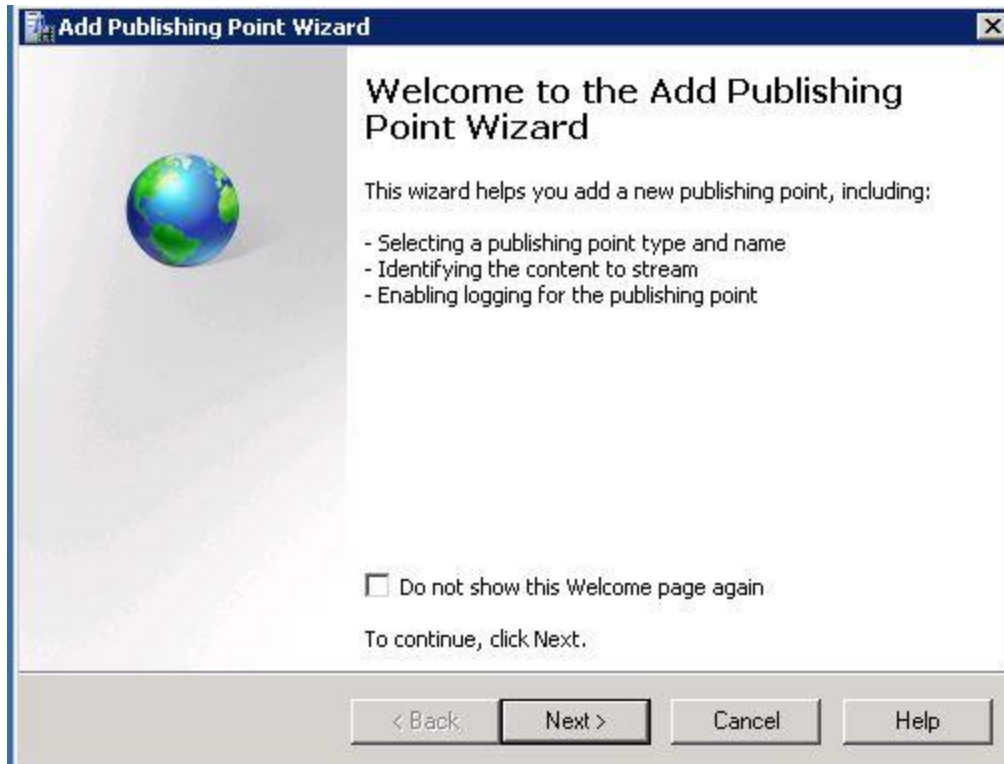 Add Publishing Point Wizard
Welcome to the Add Publishing
Point Wizard
This wizard helps you add a new publishing point, including:
- Selecting a publishing point type and name
- Identifying the content to stream
- Enabling logging for the publishing point
Do not show this Welcome page again
To continue, click Next.
< Back Next > Cancel Help